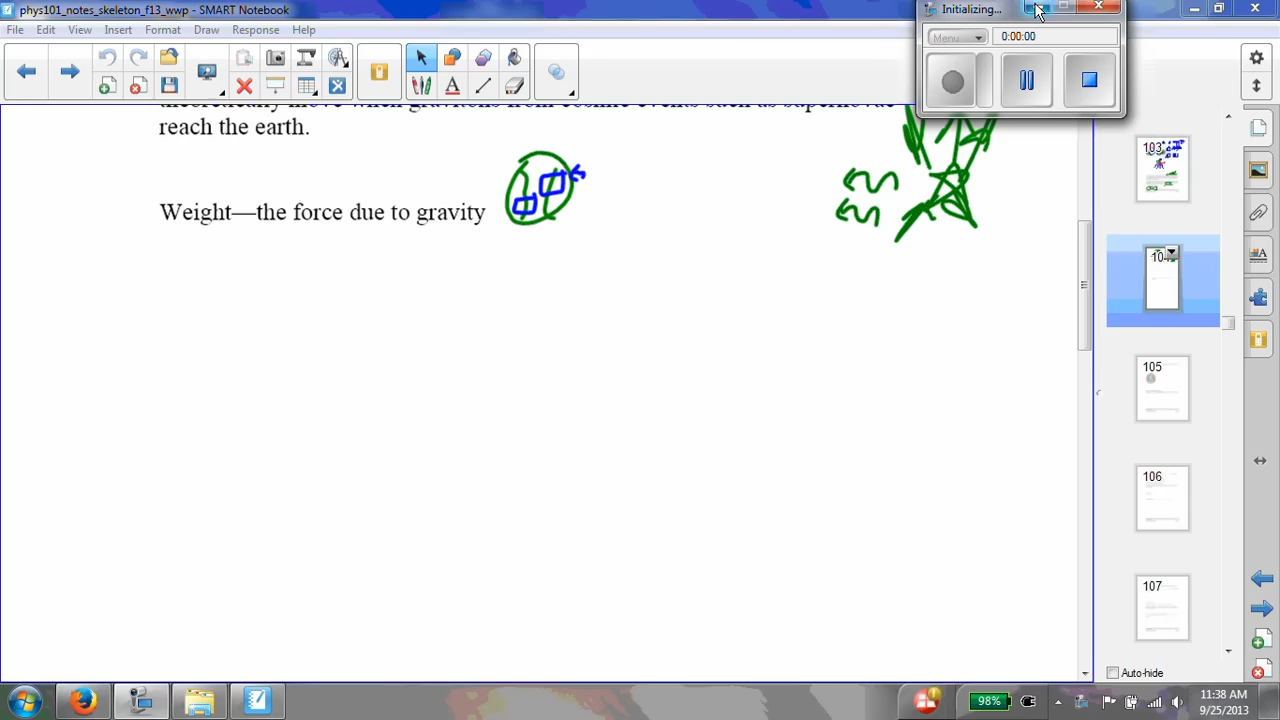 phys101_notes_skeleton_f13_wwp - SMART Notebook
Initializing...
File Edit View Insert Format Draw Response Help
Menu
0:00:00
reach the earth.
Weight—the force due to gravity
103
10
105
106
107
Auto-hide
98%
11:38 AM
9/25/2013